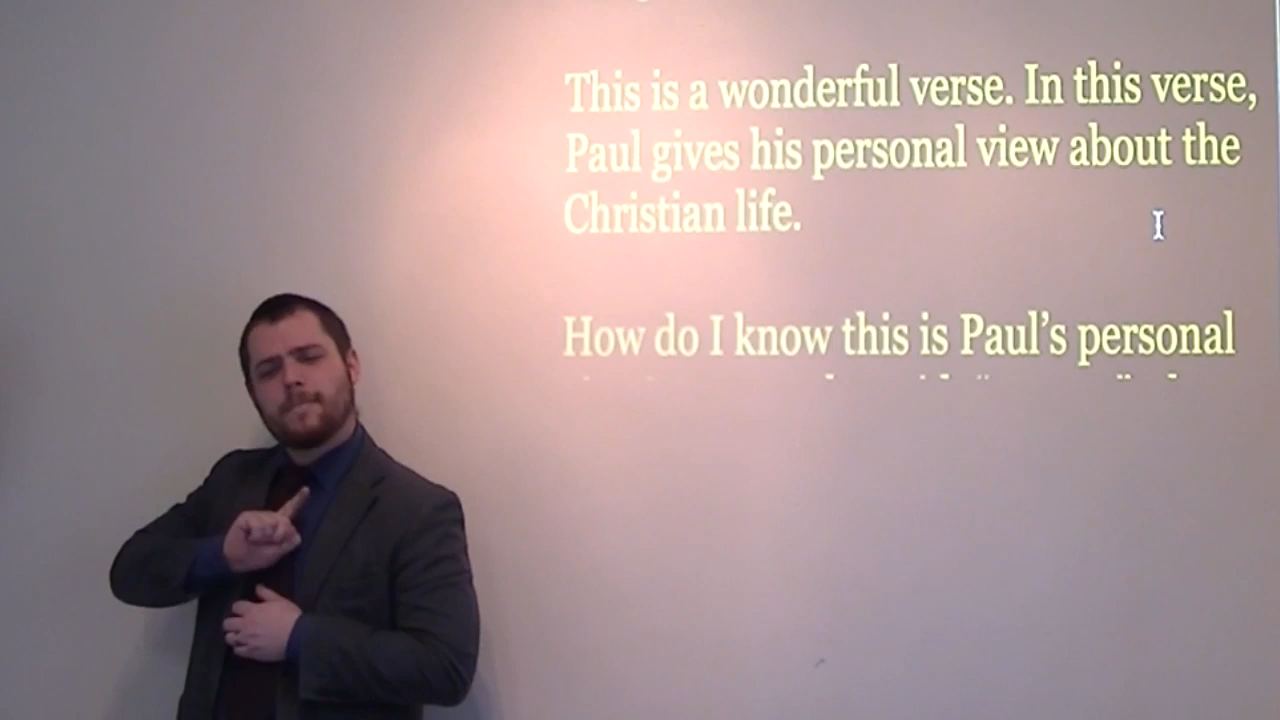 This is a wonderful verse. In this verse,
Paul gives his personal view about the
Christian life.
How do I know this is Paul’s personal